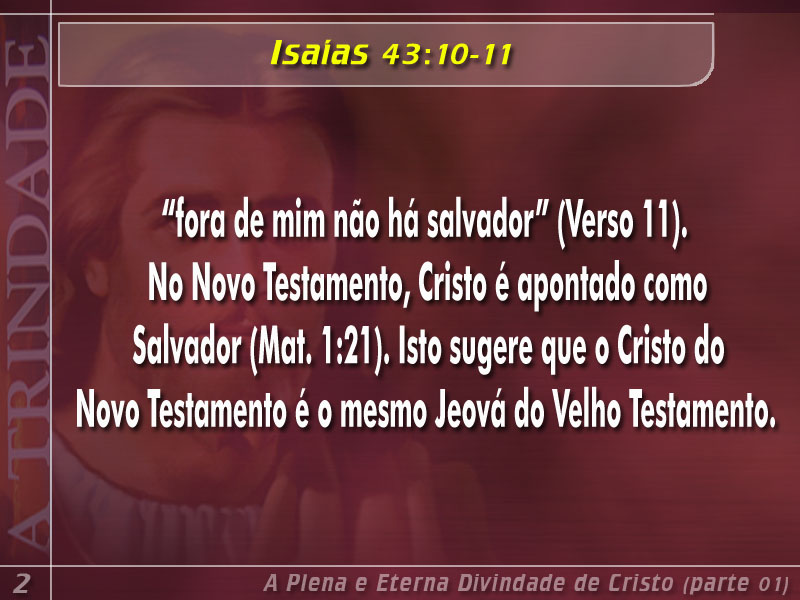 Isaías 43:10-11
A TRINDADE
“fora de mim não há salvador” (Verso 11).
No Novo Testamento, Cristo é apontado como
Salvador (Mat. 1:21). Isto sugere que o Cristo do
Novo Testamento é o mesmo Jeová do Velho Testamento.
2
A Plena e Eterna Divindade de Cristo (parte 01)